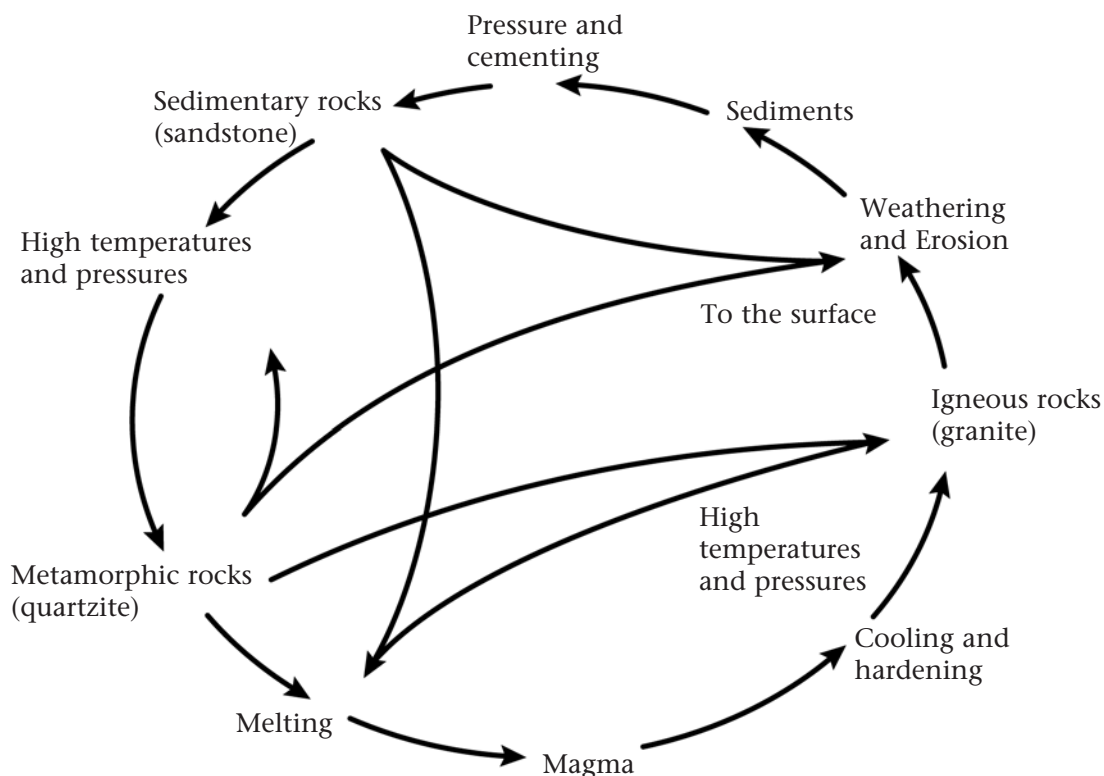 Pressure and
cementing
Sedimentary rocks
(sandstone)
Sediments
Weathering
and Erosion
High temperatures
and pressures
To the surface
Igneous rocks
(granite)
High
temperatures
and pressures
Metamorphic rocks
(quartzite)
Cooling and
hardening
Melting
Magma